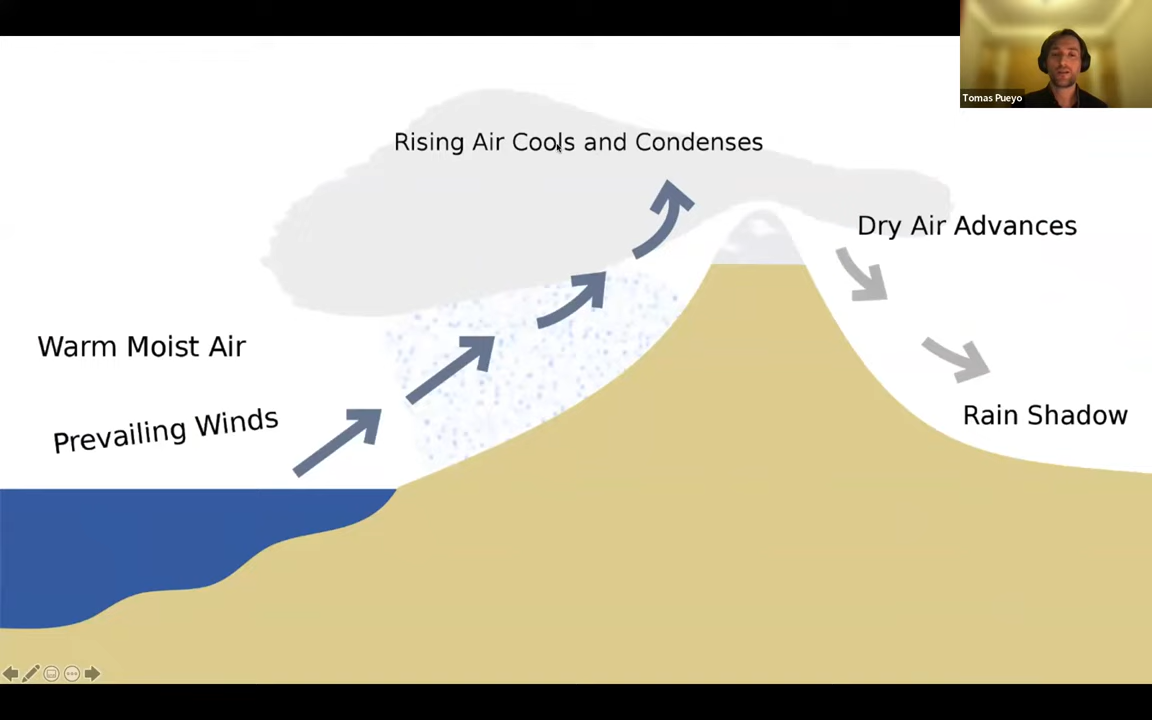 Tomas Pueyo
Rising Air Cools and Condenses
Dry Air Advances
Warm Moist Air
Prevailing Winds
Rain Shadow